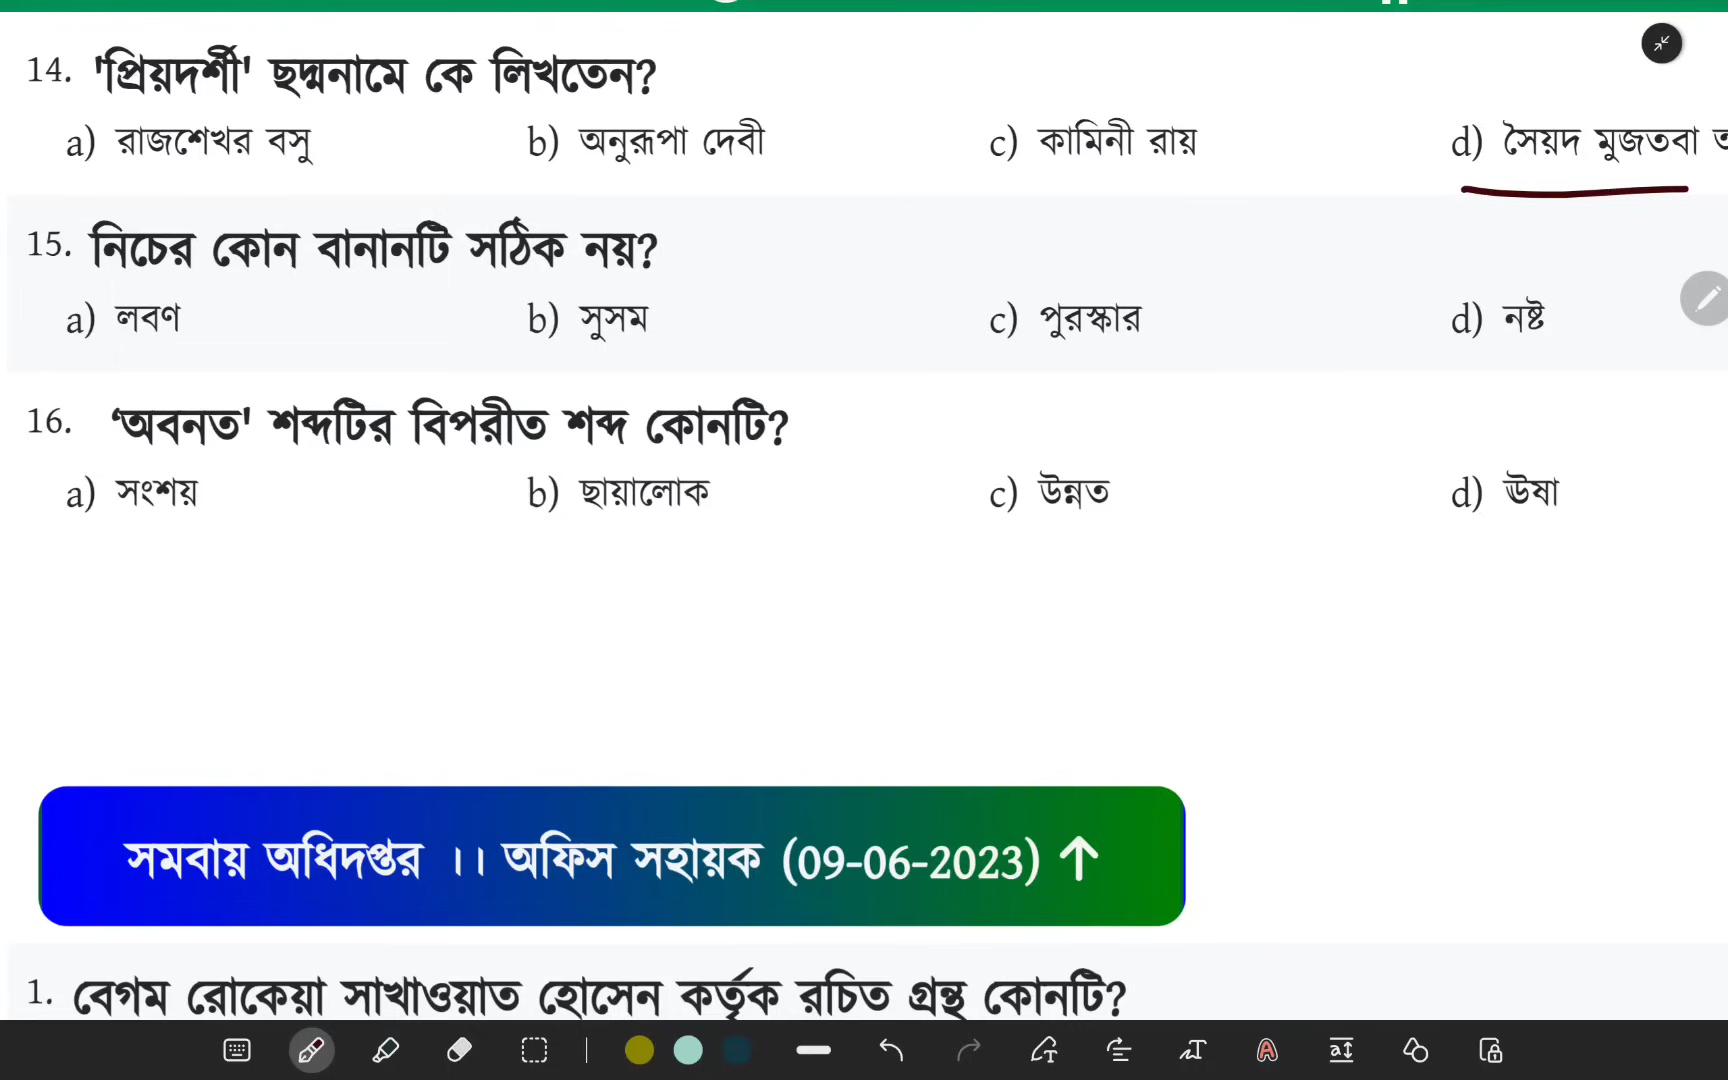 14. 'প্রিয়দর্শী' ছদ্মনামে কে লিখতেন?
a) রাজশেখর বসু b) অনুরূপা দেবী c) কামিনী রায় d) সৈয়দ মুজতবা
15. নিচের কোন বানানটি সঠিক নয়?
a) লবণ b) সুসম c) পুরস্কার d) নষ্ট
16. ‘অবনত' শব্দটির বিপরীত শব্দ কোনটি?
a) সংশয় b) ছায়ালোক c) উন্নত d) ঊষা
সমবায় অধিদপ্তর ।। অফিস সহায়ক (09-06-2023) ↑
1. বেগম রোকেয়া সাখাওয়াত হোসেন কর্তৃক রচিত গ্রন্থ কোনটি?